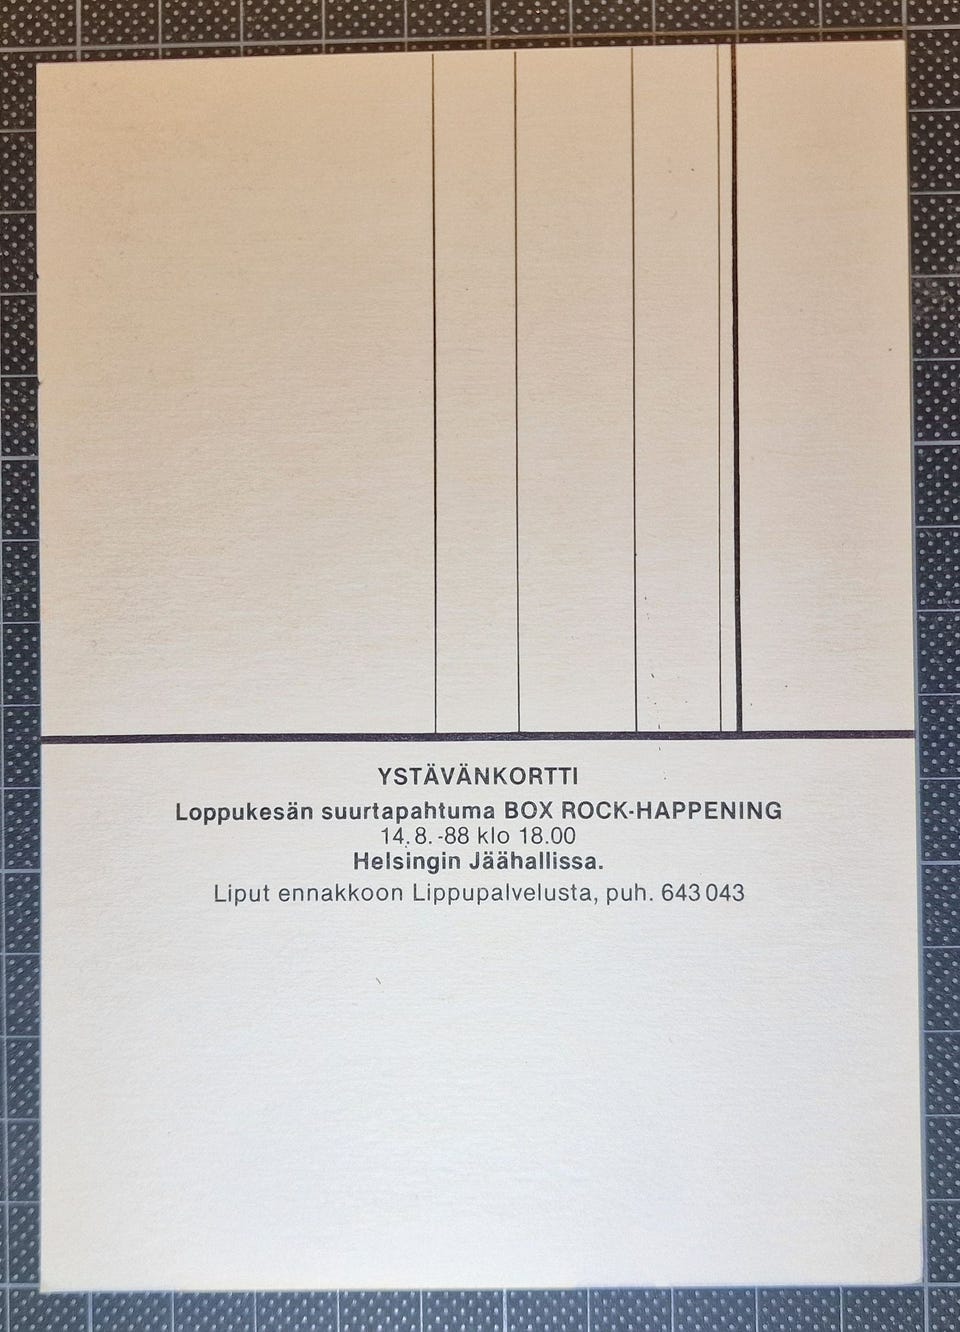 YSTÄVÄNKORTTI
Loppukesän suurtapahtuma BOX ROCK-HAPPENING
14.8.-88 klo 18.00
Helsingin Jäähallissa.
Liput ennakkoon Lippupalvelusta, puh. 643 043